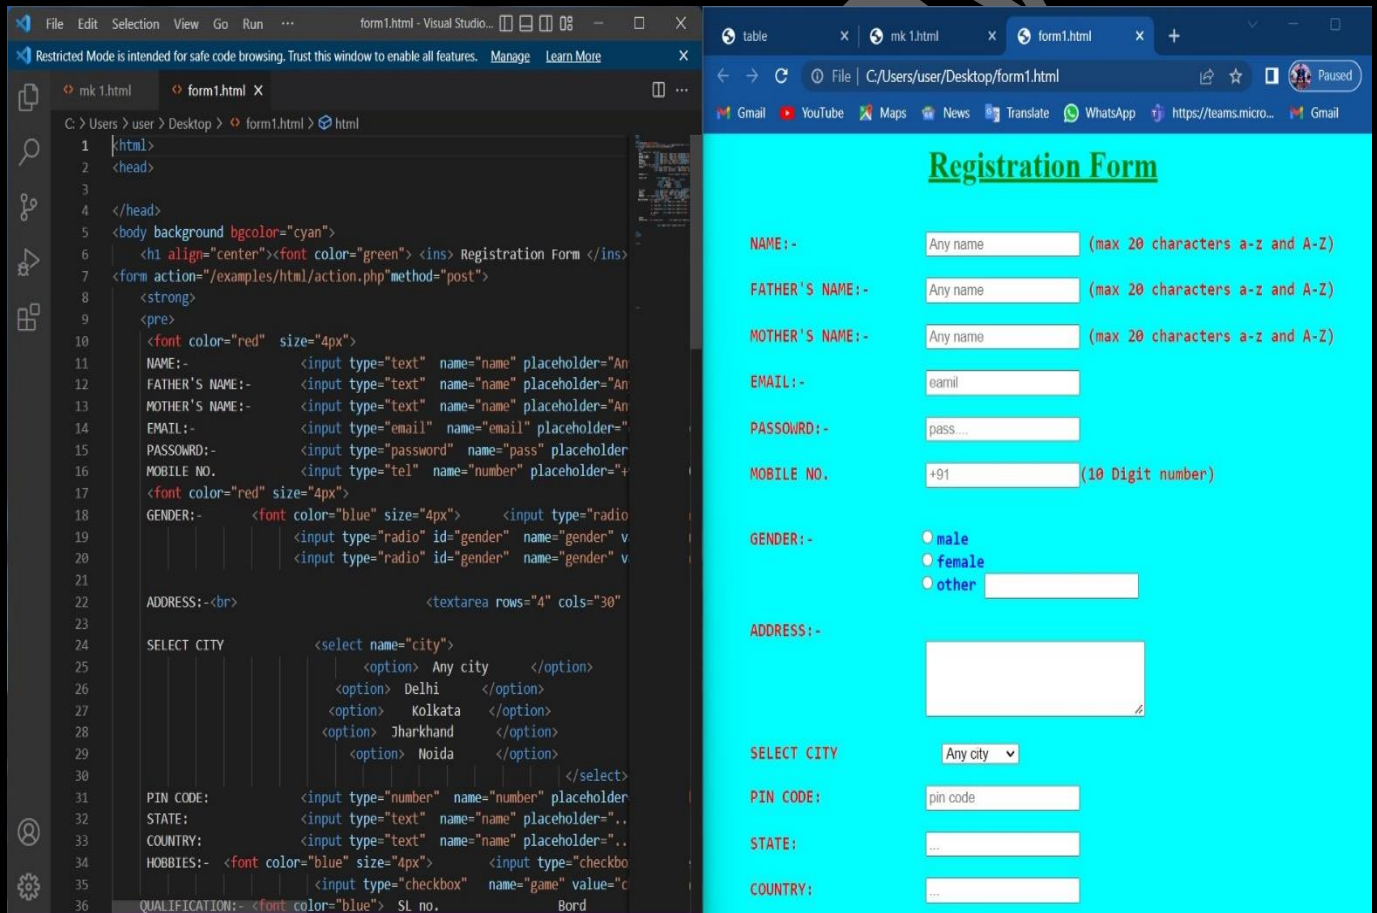 File Edit Selection View Go Run ··· form1.html - Visual Studio...
Restricted Mode is intended for safe code browsing. Trust this window to enable all features. Manage Learn More
mk 1.html form1.html
C: > Users > user > Desktop > form1.html > html
1 <html>
2 <head>
3
4 </head>
5 <body background bgcolor="cyan">
6 <h1 align="center"><font color="green"> <ins> Registration Form </ins>
7 <form action="/examples/html/action.php"method="post">
8 <strong>
9 <pre>
10 <font color="red" size="4px">
11 NAME:- <input type="text" name="name" placeholder="An
12 FATHER'S NAME:- <input type="text" name="name" placeholder="An
13 MOTHER'S NAME:- <input type="text" name="name" placeholder="An
14 EMAIL:- <input type="email" name="email" placeholder="
15 PASSOWRD:- <input type="password" name="pass" placeholder
16 MOBILE NO. <input type="tel" name="number" placeholder="+
17 <font color="red" size="4px">
18 GENDER:- <font color="blue" size="4px"> <input type="radio
19 <input type="radio" id="gender" name="gender" v
20 <input type="radio" id="gender" name="gender" v
21
22 ADDRESS:-<br> <textarea rows="4" cols="30"
23
24 SELECT CITY <select name="city">
25 <option> Any city </option>
26 <option> Delhi </option>
27 <option> Kolkata </option>
28 <option> Jharkhand </option>
29 <option> Noida </option>
30 </select>
31 PIN CODE: <input type="number" name="number" placeholder
32 STATE: <input type="text" name="name" placeholder="..
33 COUNTRY: <input type="text" name="name" placeholder="..
34 HOBBIES:- <font color="blue" size="4px"> <input type="checkbo
35 <input type="checkbox" name="game" value="c
36 QUALIFICATION:- <font color="blue"> SL no. Bord
table mk 1.html form1.html
File | C:/Users/user/Desktop/form1.html Paused
Gmail YouTube Maps News Translate WhatsApp https://teams.micro... Gmail
Registration Form
NAME:- Any name (max 20 characters a-z and A-Z)
FATHER'S NAME:- Any name (max 20 characters a-z and A-Z)
MOTHER'S NAME:- Any name (max 20 characters a-z and A-Z)
EMAIL:- eamil
PASSOWRD:- pass....
MOBILE NO. +91 (10 Digit number)
GENDER:- male
female
other
ADDRESS:-
SELECT CITY Any city
PIN CODE: pin code
STATE: ...
COUNTRY: ...